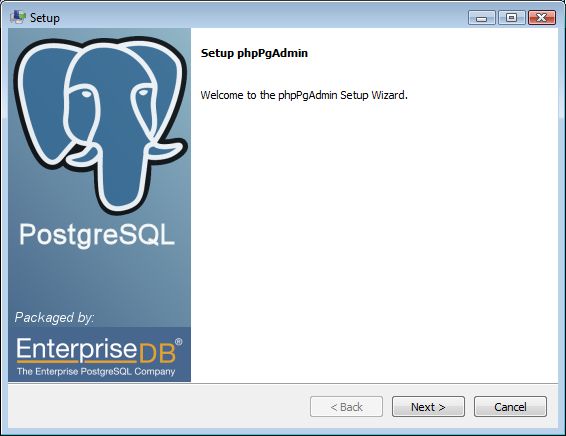 Setup
Setup phpPgAdmin
Welcome to the phpPgAdmin Setup Wizard.
PostgreSQL
Packaged by:
EnterpriseDB®
The Enterprise PostgreSQL Company
< Back
Next >
Cancel